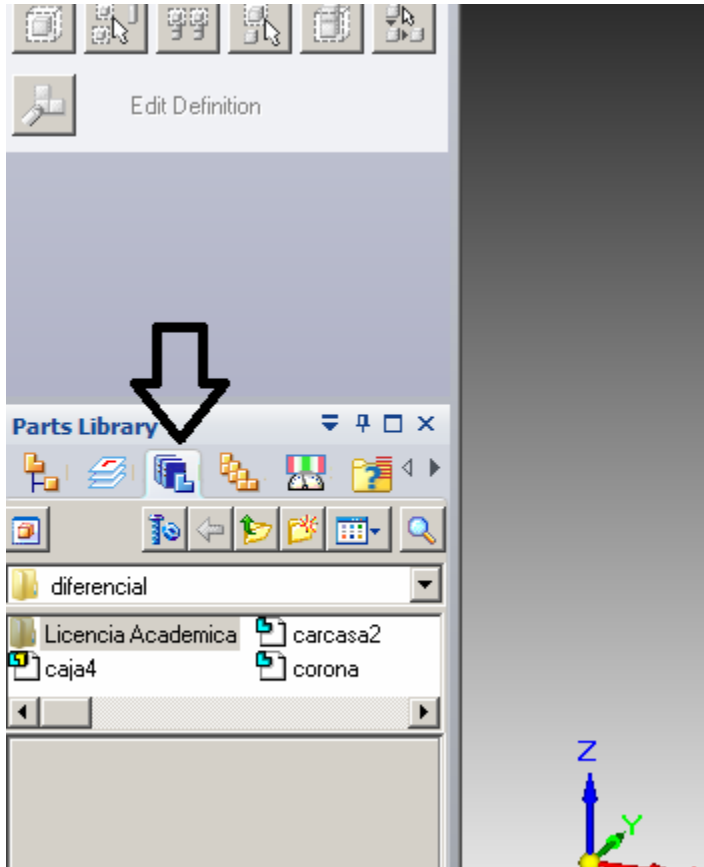 Edit Definition
Parts Library
diferencial
Licencia Academica carcasa2
caja4 corona
Z
Y